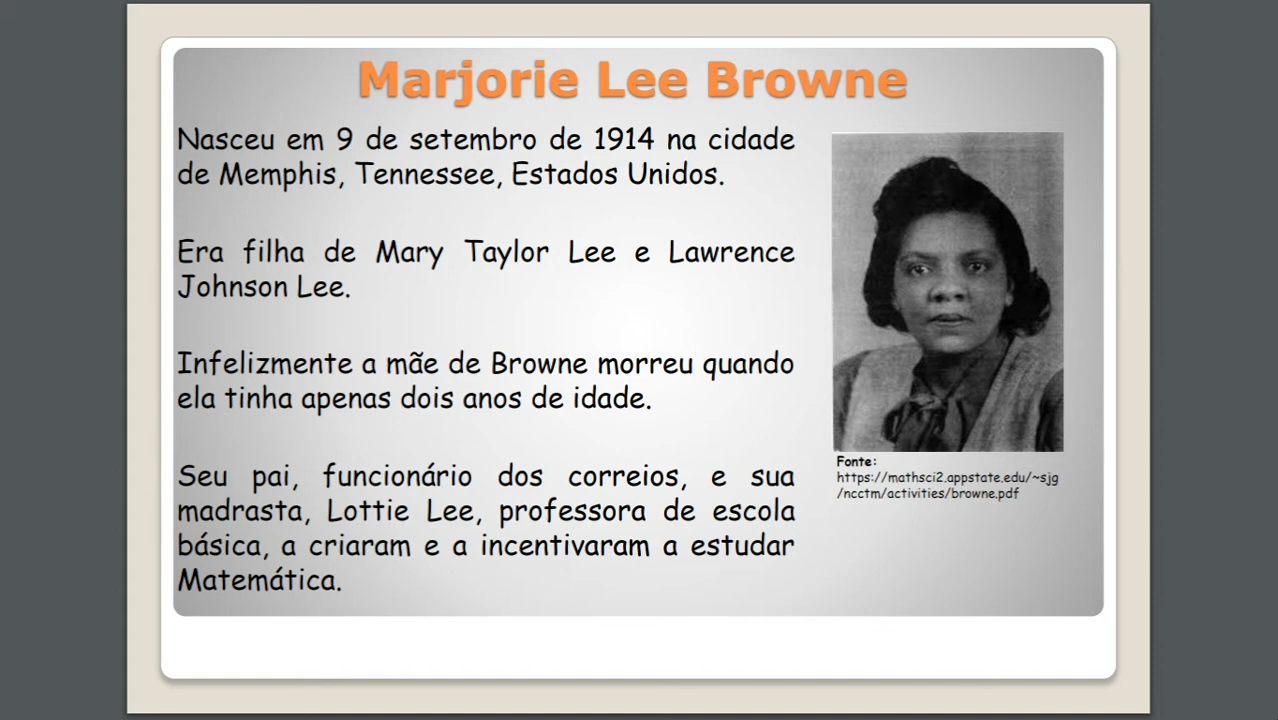 Marjorie Lee Browne
Nasceu em 9 de setembro de 1914 na cidade
de Memphis, Tennessee, Estados Unidos.
Era filha de Mary Taylor Lee e Lawrence
Johnson Lee.
Infelizmente a mãe de Browne morreu quando
ela tinha apenas dois anos de idade.
Seu pai, funcionário dos correios, e sua
madrasta, Lottie Lee, professora de escola
básica, a criaram e a incentivaram a estudar
Matemática.
Fonte:
https://mathsci2.appstate.edu/~sjg
/ncctm/activities/browne.pdf